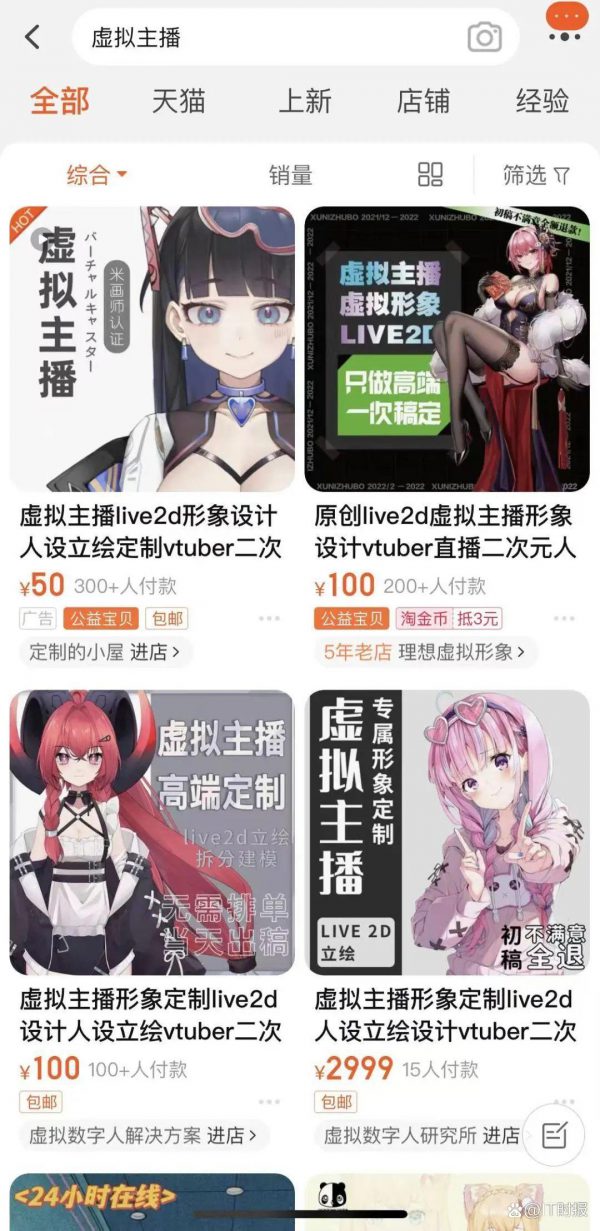 虚拟主播
全部
天猫
上新
店铺
经验
综合
销量
筛选
HOT
虚拟主播
バーチャルキャスター
米画师认证
XUNIZHUBO 2021/12-2022
初稿不满意全额退款!
虚拟主播
虚拟形象
LIVE2D
只做高端
一次稿定
XUNIZHUBO 2022/2-2022
虚拟主播live2d形象设计
人设立绘定制vtuber二次
¥50 300+人付款
广告 公益宝贝 包邮
定制的小屋 进店>
原创live2d虚拟主播形象
设计vtuber直播二次元人
¥100 200+人付款
公益宝贝 淘金币 抵3元
5年老店 理想虚拟形象>
虚拟主播
高端定制
live2d立绘
拆分建模
无需排单
当天出稿
专属形象定制
虚拟主播
LIVE 2D
立绘
初稿不满意
全退
虚拟主播形象定制live2d
设计人设立绘vtuber二次
¥100 100+人付款
包邮
虚拟数字人解决方案 进店>
虚拟主播形象定制live2d
人设立绘设计vtuber二次
¥2999 15人付款
包邮
虚拟数字人研究所 进店
<24小时在线>
@IT时报